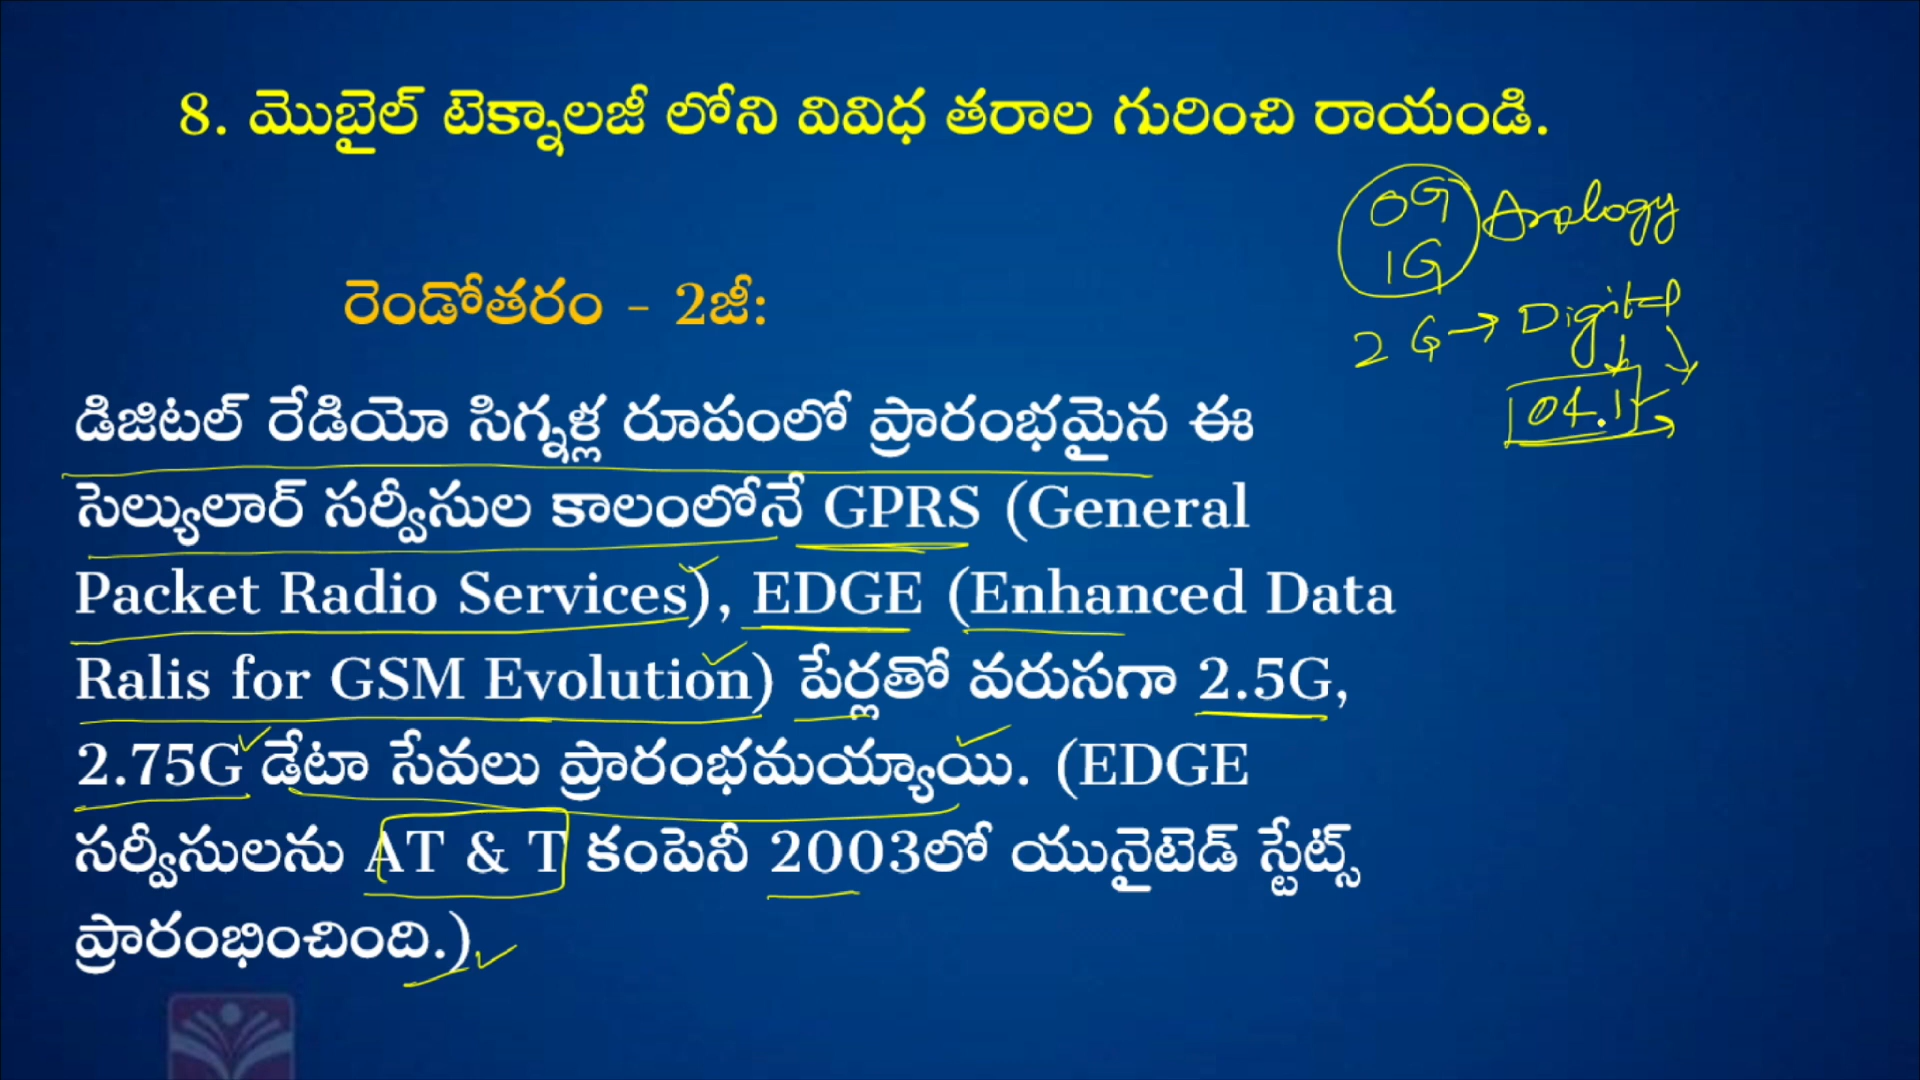 8. మొబైల్ టెక్నాలజీ లోని వివిధ తరాల గురించి రాయండి.
0G Analogy
1G
రెండోతరం - 2జీ:
2G → Digital
డిజిటల్ రేడియో సిగ్నళ్ల రూపంలో ప్రారంభమైన ఈ
సెల్యులార్ సర్వీసుల కాలంలోనే GPRS (General
Packet Radio Services), EDGE (Enhanced Data
Ralis for GSM Evolution) పేర్లతో వరుసగా 2.5G,
2.75G డేటా సేవలు ప్రారంభమయ్యాయి. (EDGE
సర్వీసులను AT & T కంపెనీ 2003లో యునైటెడ్ స్టేట్స్
ప్రారంభించింది.)